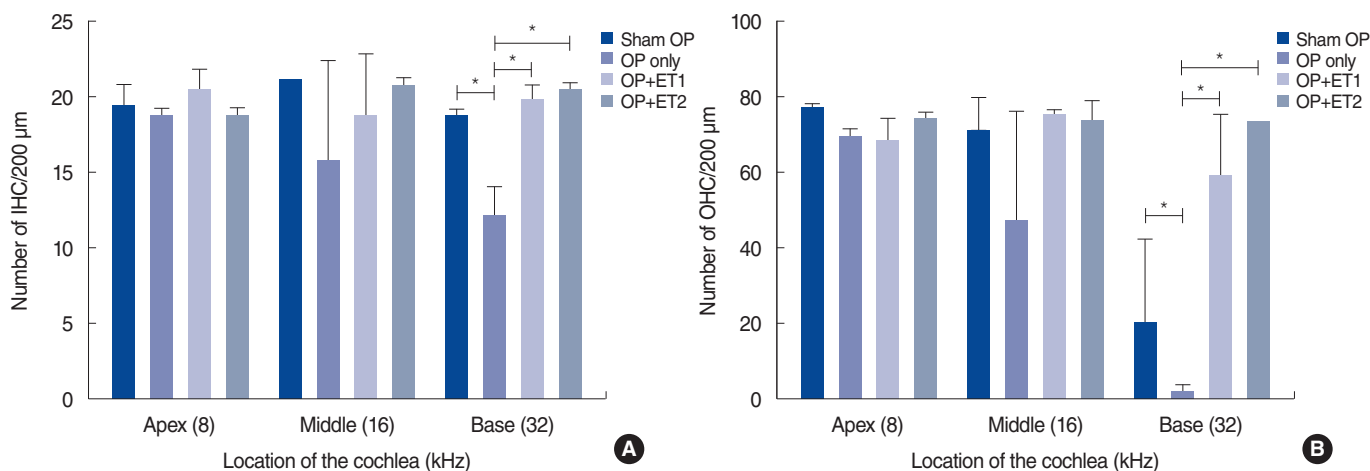 Number of IHC/200 µm
25
20
15
10
5
0
Apex (8)
Middle (16)
Base (32)
Location of the cochlea (kHz)
*
*
*
Sham OP
OP only
OP+ET1
OP+ET2
A
Number of OHC/200 µm
100
80
60
40
20
0
Apex (8)
Middle (16)
Base (32)
Location of the cochlea (kHz)
*
*
*
Sham OP
OP only
OP+ET1
OP+ET2
B